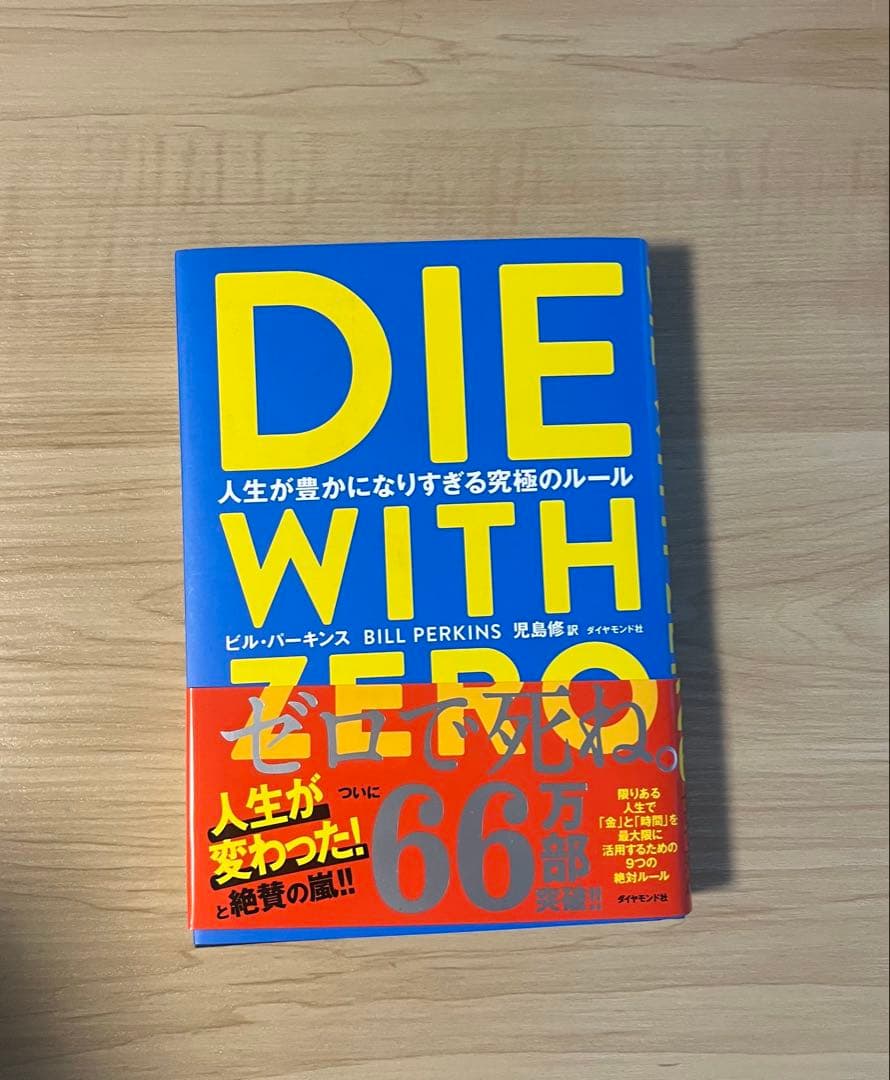 DIE
人生が豊かになりすぎる究極のルール
WITH
ビル・パーキンス BILL PERKINS 児島修 訳 ダイヤモンド社
ZERO
ゼロで死ね。
人生が
変わった!
と絶賛の嵐!!
ついに
66万部
突破!!
限りある
人生で
「金」と「時間」を
最大限に
活用するための
9つの
絶対ルール
ダイヤモンド社